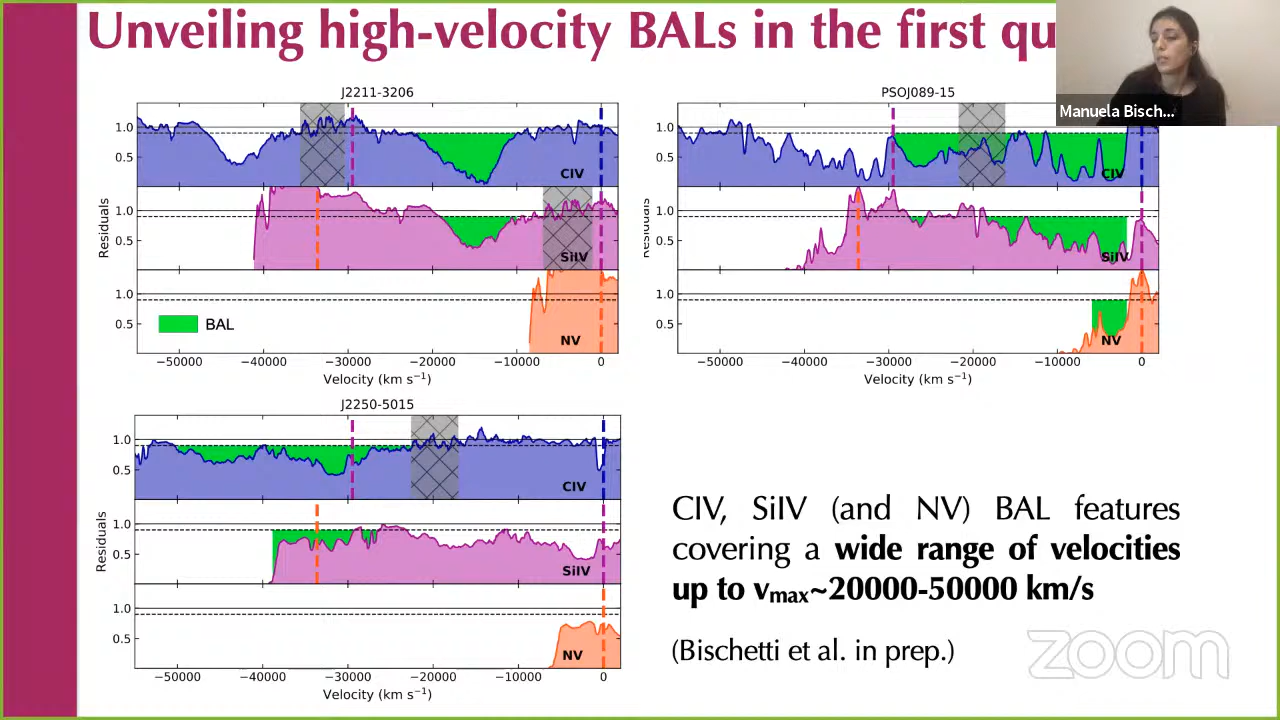 Unveiling high-velocity BALs in the first qu
Manuela Bisch...
J2211-3206
1.0
0.5
CIV
1.0
0.5
SiIV
1.0
0.5
BAL
NV
Residuals
−50000 −40000 −30000 −20000 −10000 0
Velocity (km s⁻¹)
PSOJ089-15
1.0
0.5
CIV
1.0
0.5
SiIV
1.0
0.5
NV
Residuals
−50000 −40000 −30000 −20000 −10000 0
Velocity (km s⁻¹)
J2250-5015
1.0
0.5
CIV
1.0
0.5
SiIV
1.0
0.5
NV
Residuals
−50000 −40000 −30000 −20000 −10000 0
Velocity (km s⁻¹)
CIV, SiIV (and NV) BAL features
covering a wide range of velocities
up to vmax~20000-50000 km/s
(Bischetti et al. in prep.)
zoom